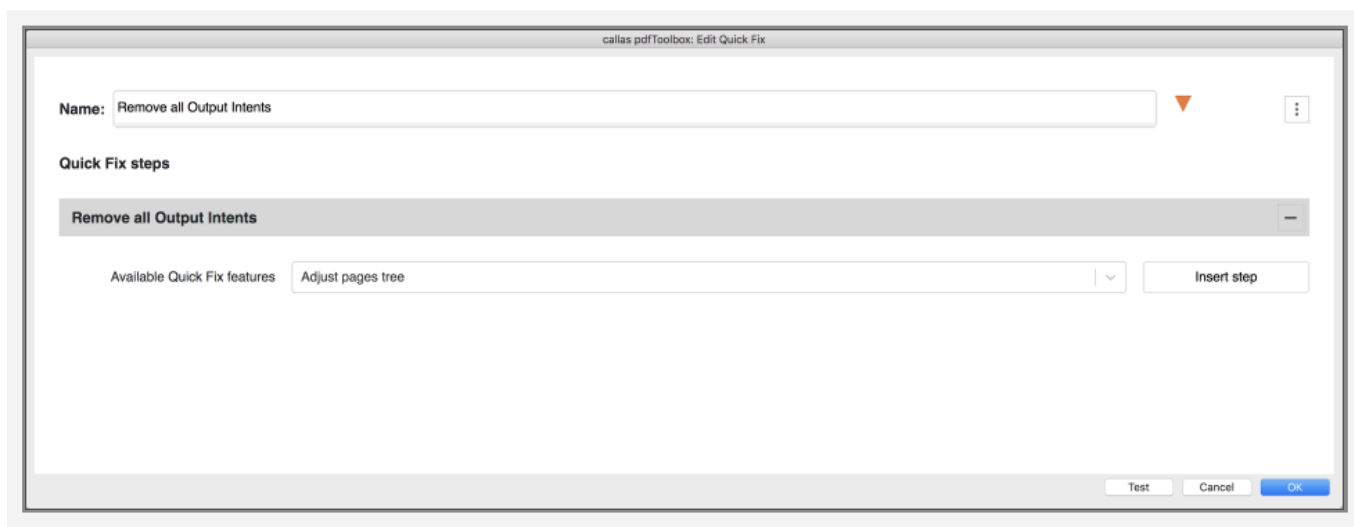 callas pdfToolbox: Edit Quick Fix
Name: Remove all Output Intents
Quick Fix steps
Remove all Output Intents
Available Quick Fix features Adjust pages tree Insert step
Test Cancel OK